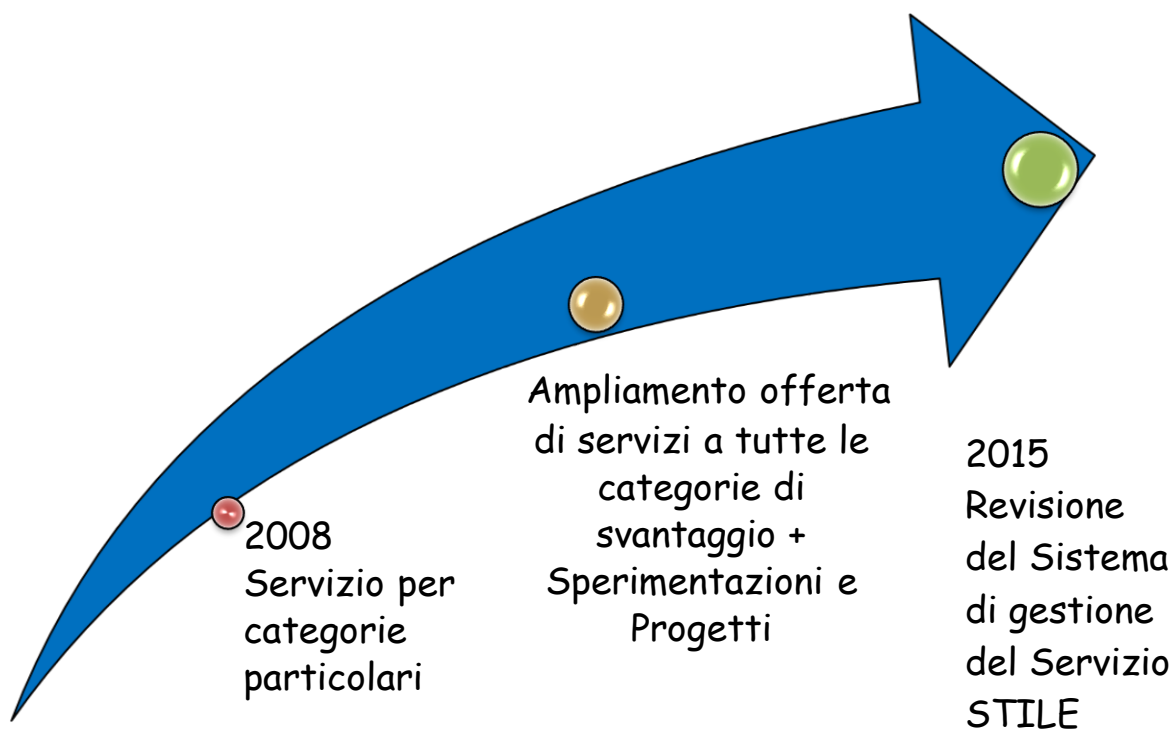 2008
Servizio per
categorie
particolari
Ampliamento offerta
di servizi a tutte le
categorie di
svantaggio +
Sperimentazioni e
Progetti
2015
Revisione
del Sistema
di gestione
del Servizio
STILE